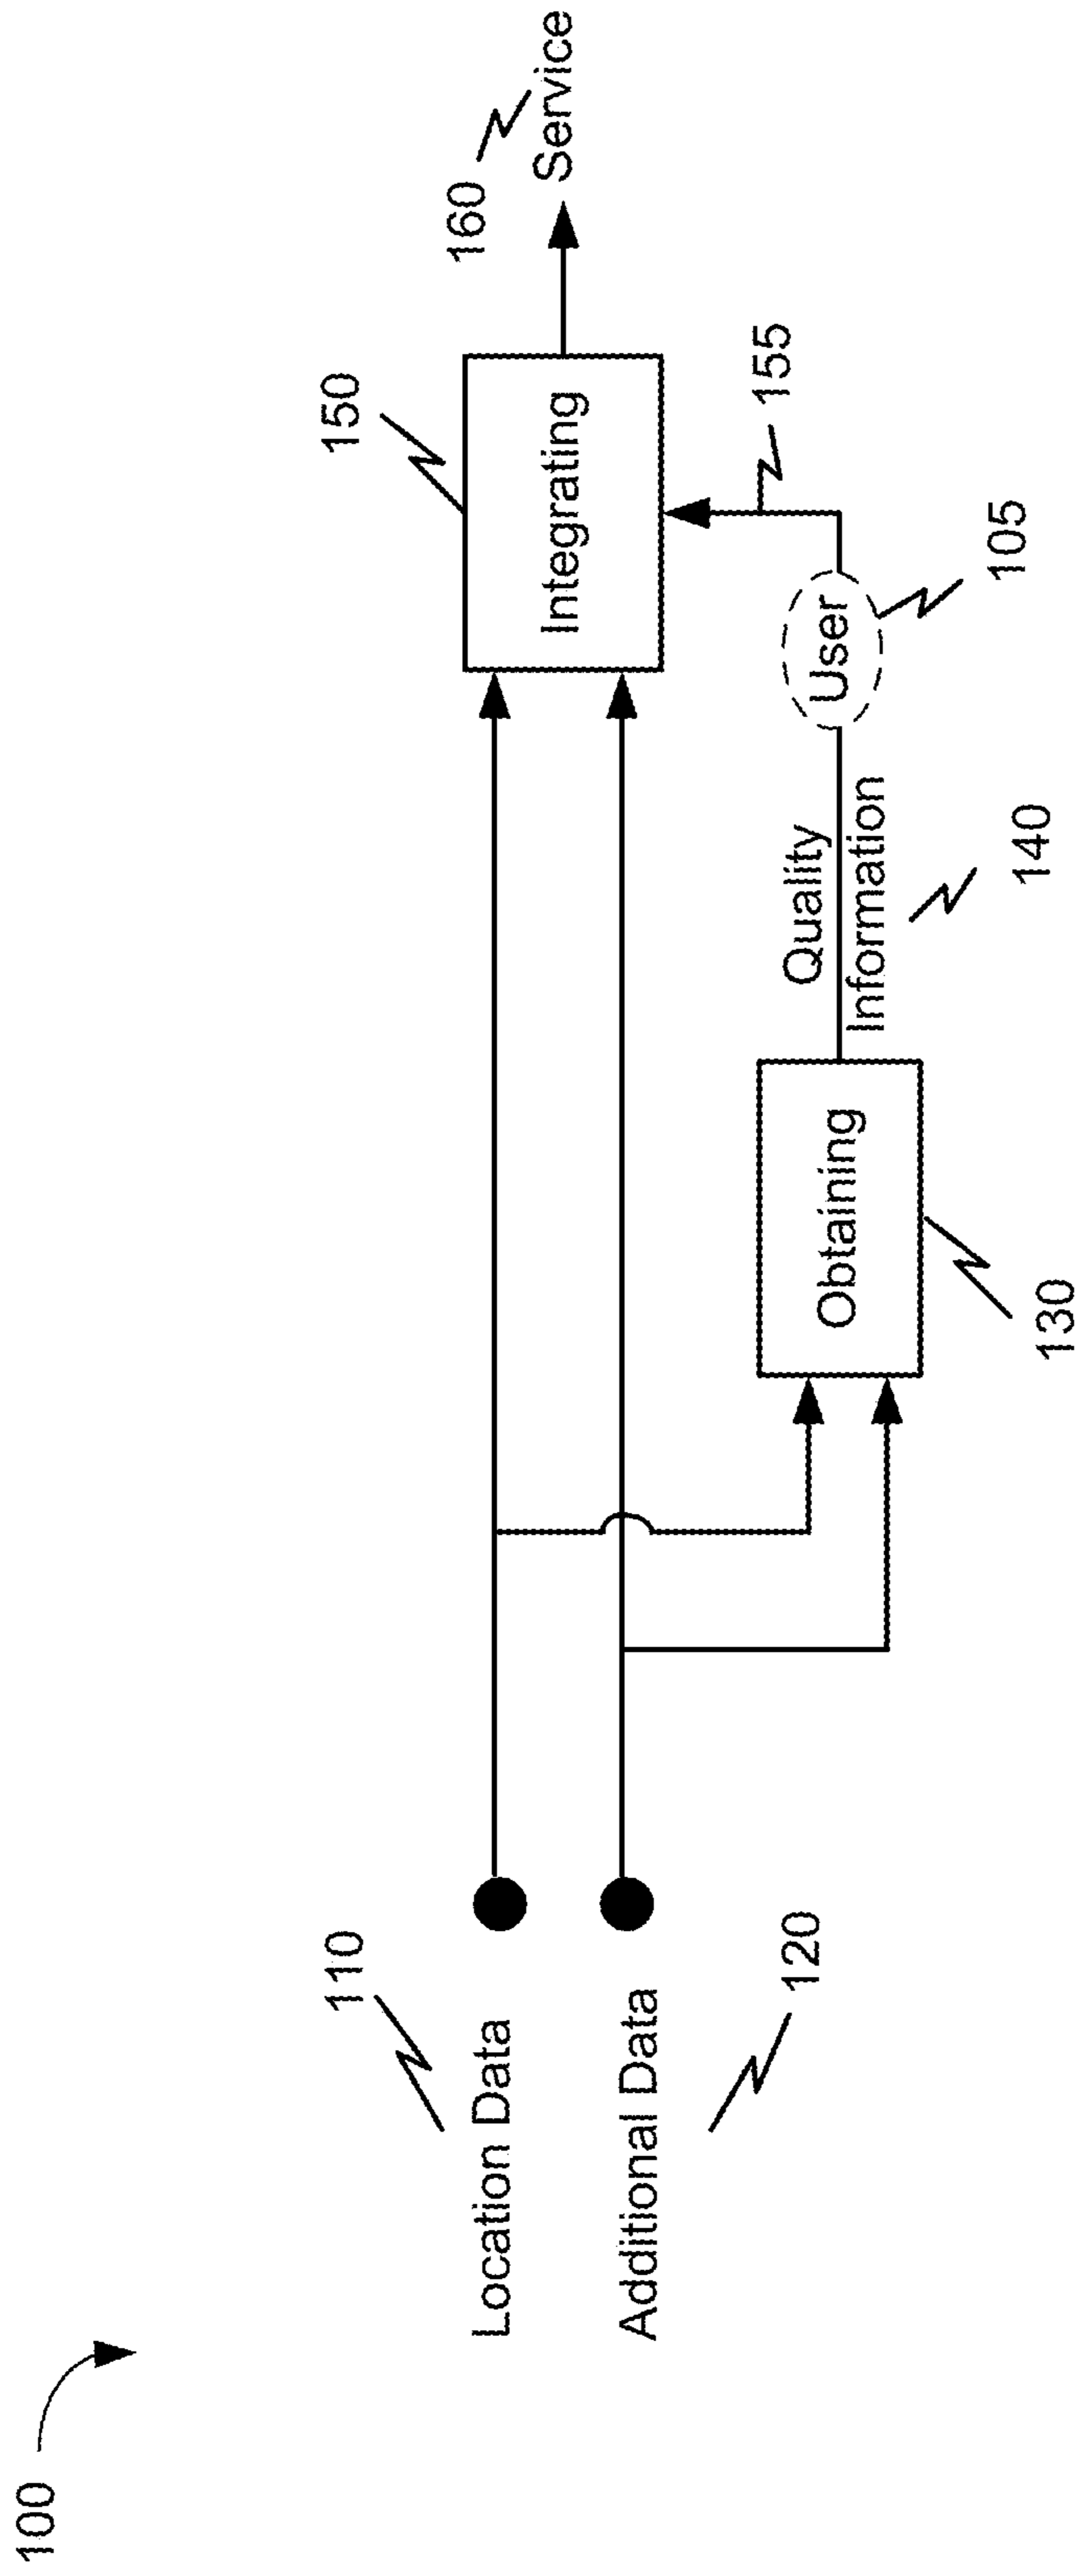 100
110
Location Data
Additional Data
120
150
Integrating
160
Service
155
Obtaining
130
Quality
Information
140
User
105